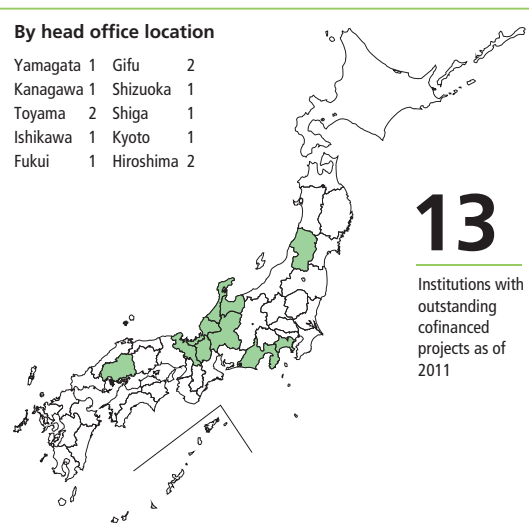 By head office location
Yamagata 1 Gifu 2
Kanagawa 1 Shizuoka 1
Toyama 2 Shiga 1
Ishikawa 1 Kyoto 1
Fukui 1 Hiroshima 2
13
Institutions with
outstanding
cofinanced
projects as of
2011